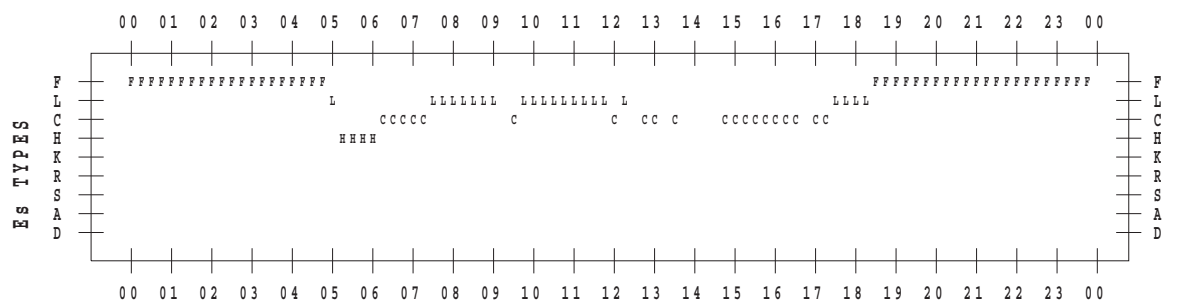 00 01 02 03 04 05 06 07 08 09 10 11 12 13 14 15 16 17 18 19 20 21 22 23 00
F FFFFFFFFFFFFFFFFFFFF FFFFFFFFFFFFFFFFFFFFFF F
L L LLLLLLL LLLLLLLLL L LLLL L
C CCCCC C C CC C CCCCCCCC CC C
H HHHH H
K K
R R
S S
A A
D D
Es TYPES
00 01 02 03 04 05 06 07 08 09 10 11 12 13 14 15 16 17 18 19 20 21 22 23 00